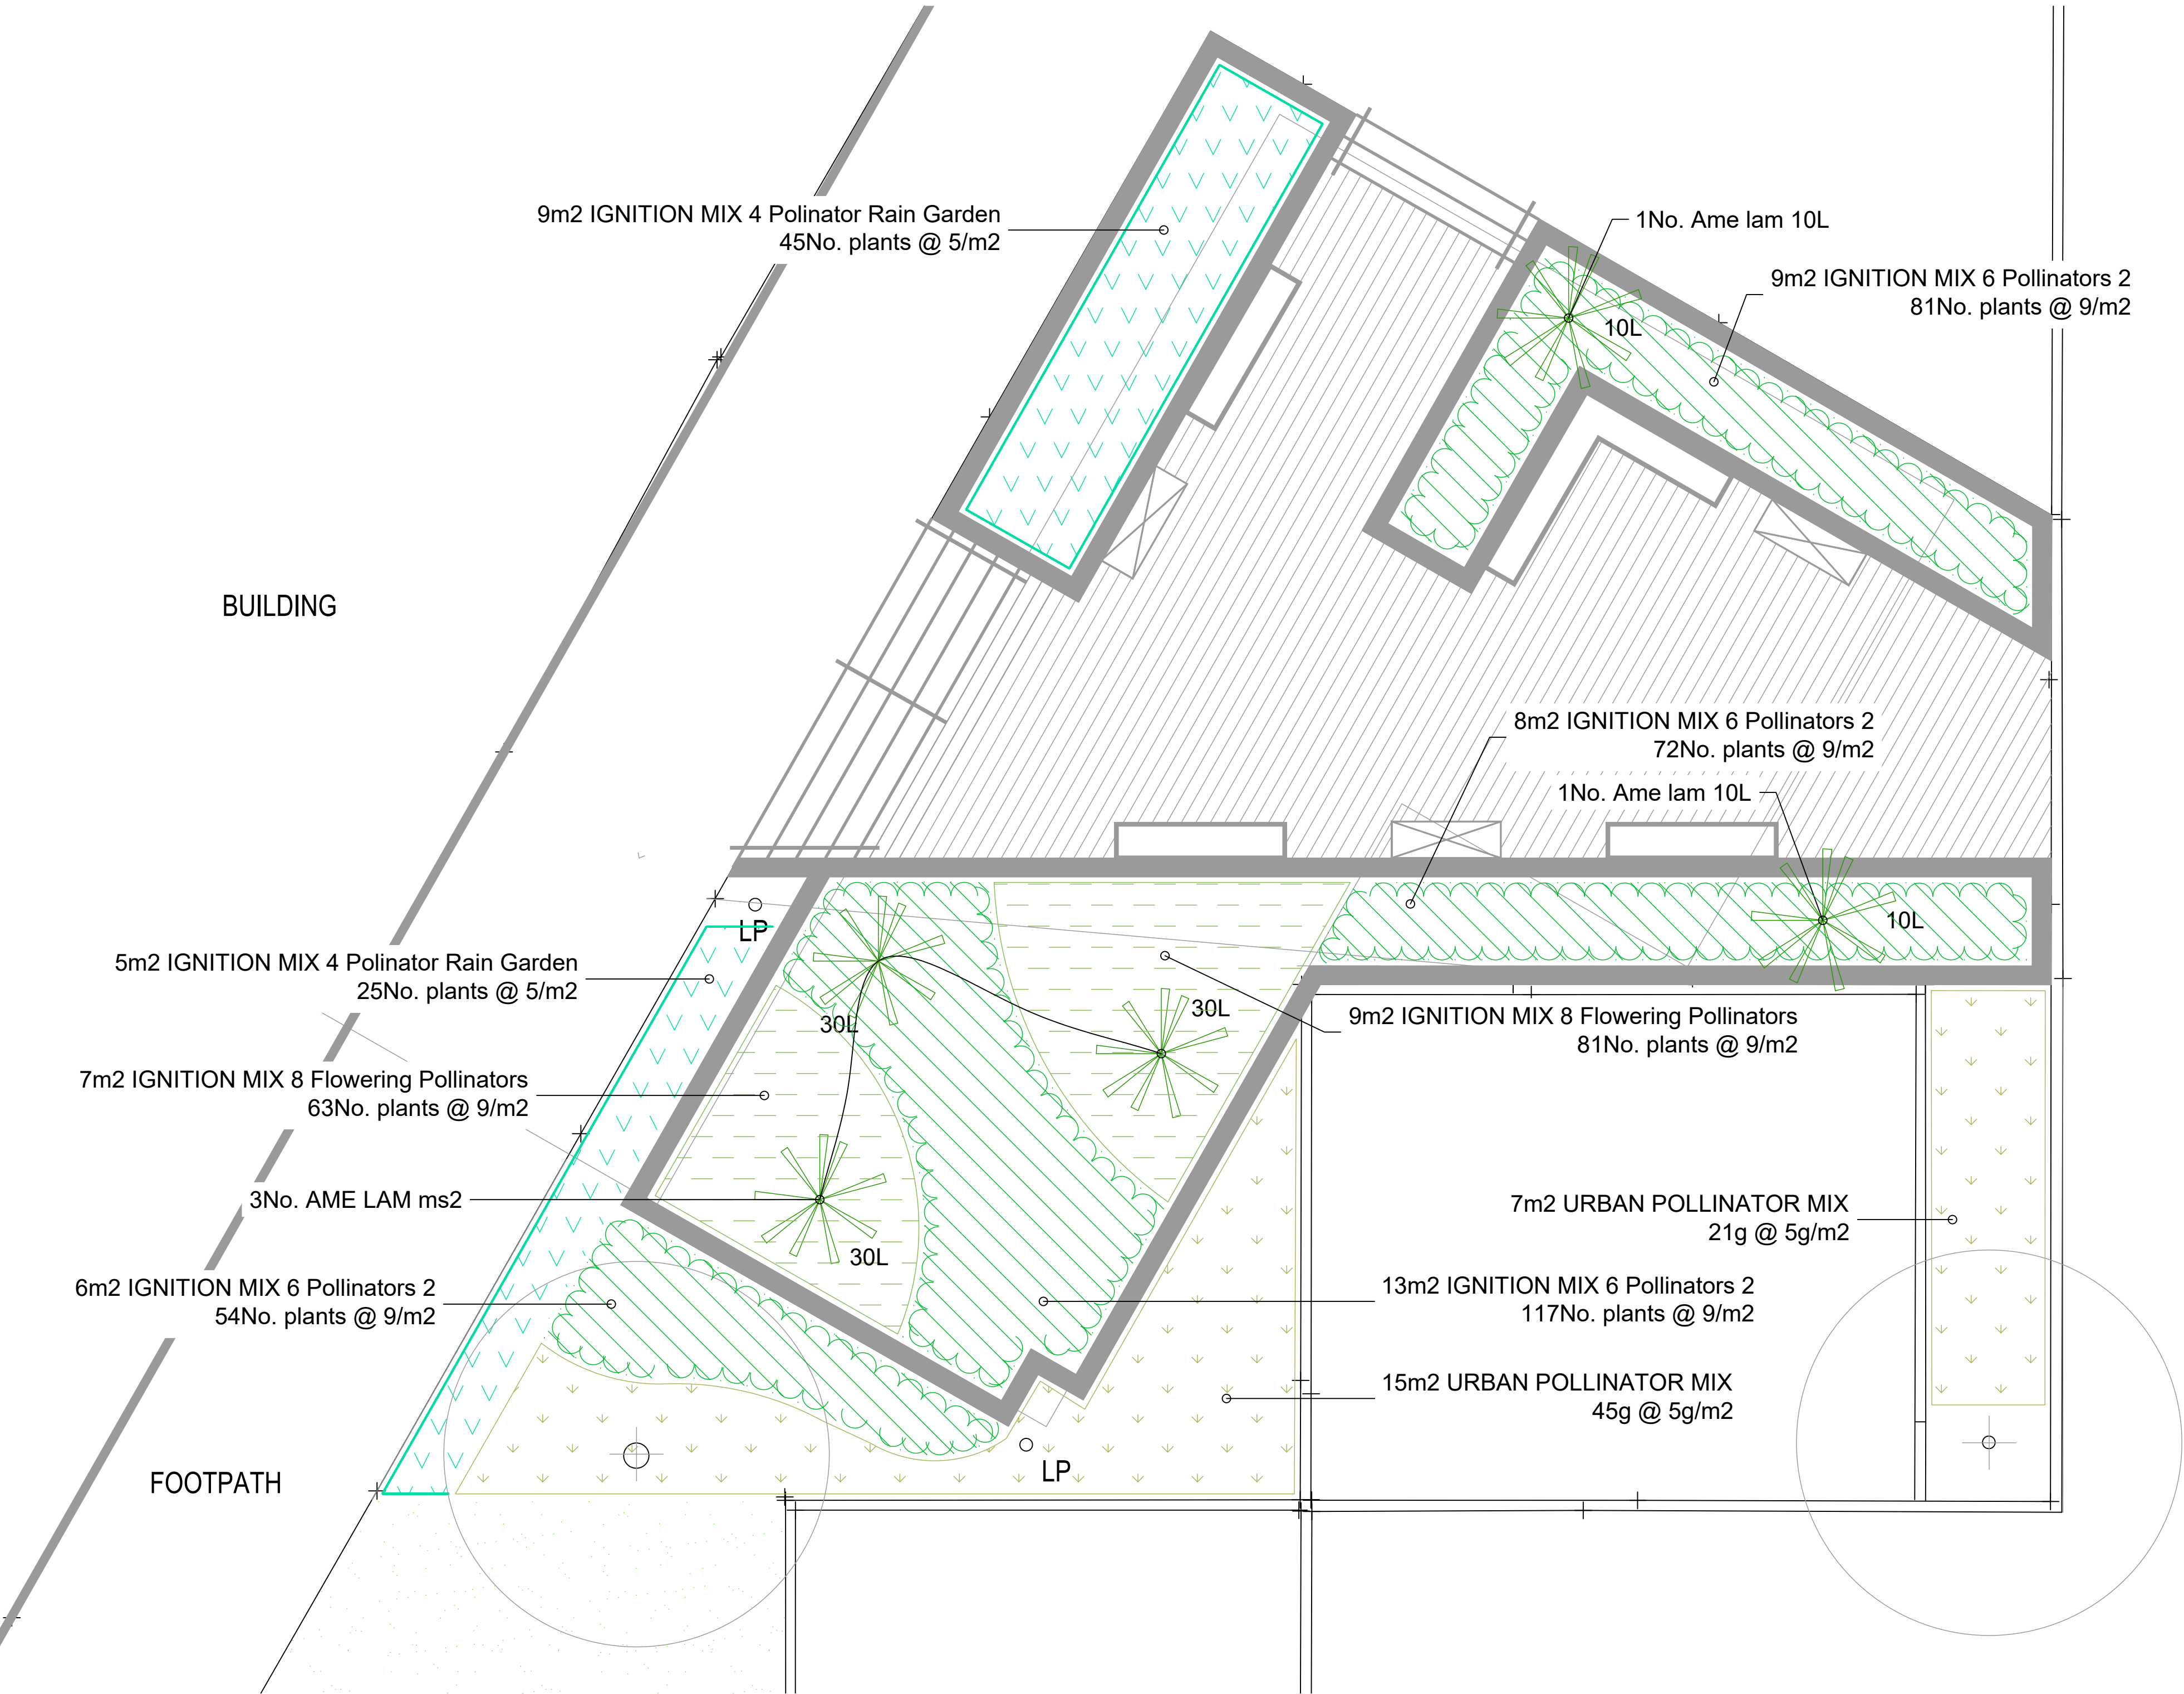 9m2 IGNITION MIX 4 Polinator Rain Garden
45No. plants @ 5/m2
1No. Ame lam 10L
9m2 IGNITION MIX 6 Pollinators 2
81No. plants @ 9/m2
10L
BUILDING
8m2 IGNITION MIX 6 Pollinators 2
72No. plants @ 9/m2
1No. Ame lam 10L
10L
LP
5m2 IGNITION MIX 4 Polinator Rain Garden
25No. plants @ 5/m2
30L
30L
9m2 IGNITION MIX 8 Flowering Pollinators
81No. plants @ 9/m2
7m2 IGNITION MIX 8 Flowering Pollinators
63No. plants @ 9/m2
3No. AME LAM ms2
7m2 URBAN POLLINATOR MIX
21g @ 5g/m2
30L
6m2 IGNITION MIX 6 Pollinators 2
54No. plants @ 9/m2
13m2 IGNITION MIX 6 Pollinators 2
117No. plants @ 9/m2
15m2 URBAN POLLINATOR MIX
45g @ 5g/m2
LP
FOOTPATH